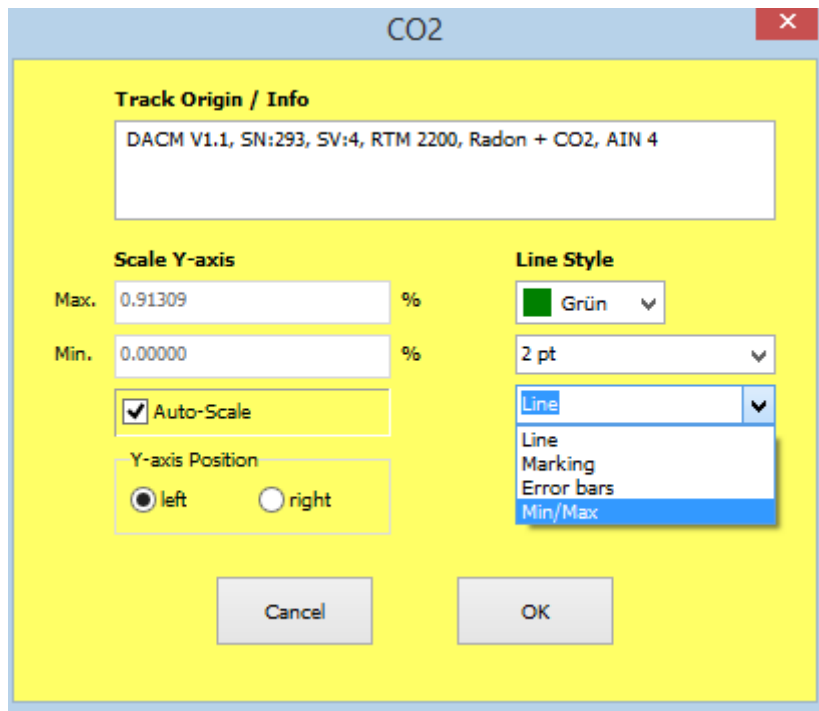 CO2
Track Origin / Info
DACM V1.1, SN:293, SV:4, RTM 2200, Radon + CO2, AIN 4
Scale Y-axis
Max. 0.91309 %
Min. 0.00000 %
Auto-Scale
Y-axis Position
left right
Line Style
Grün
2 pt
Line
Line
Marking
Error bars
Min/Max
Cancel OK